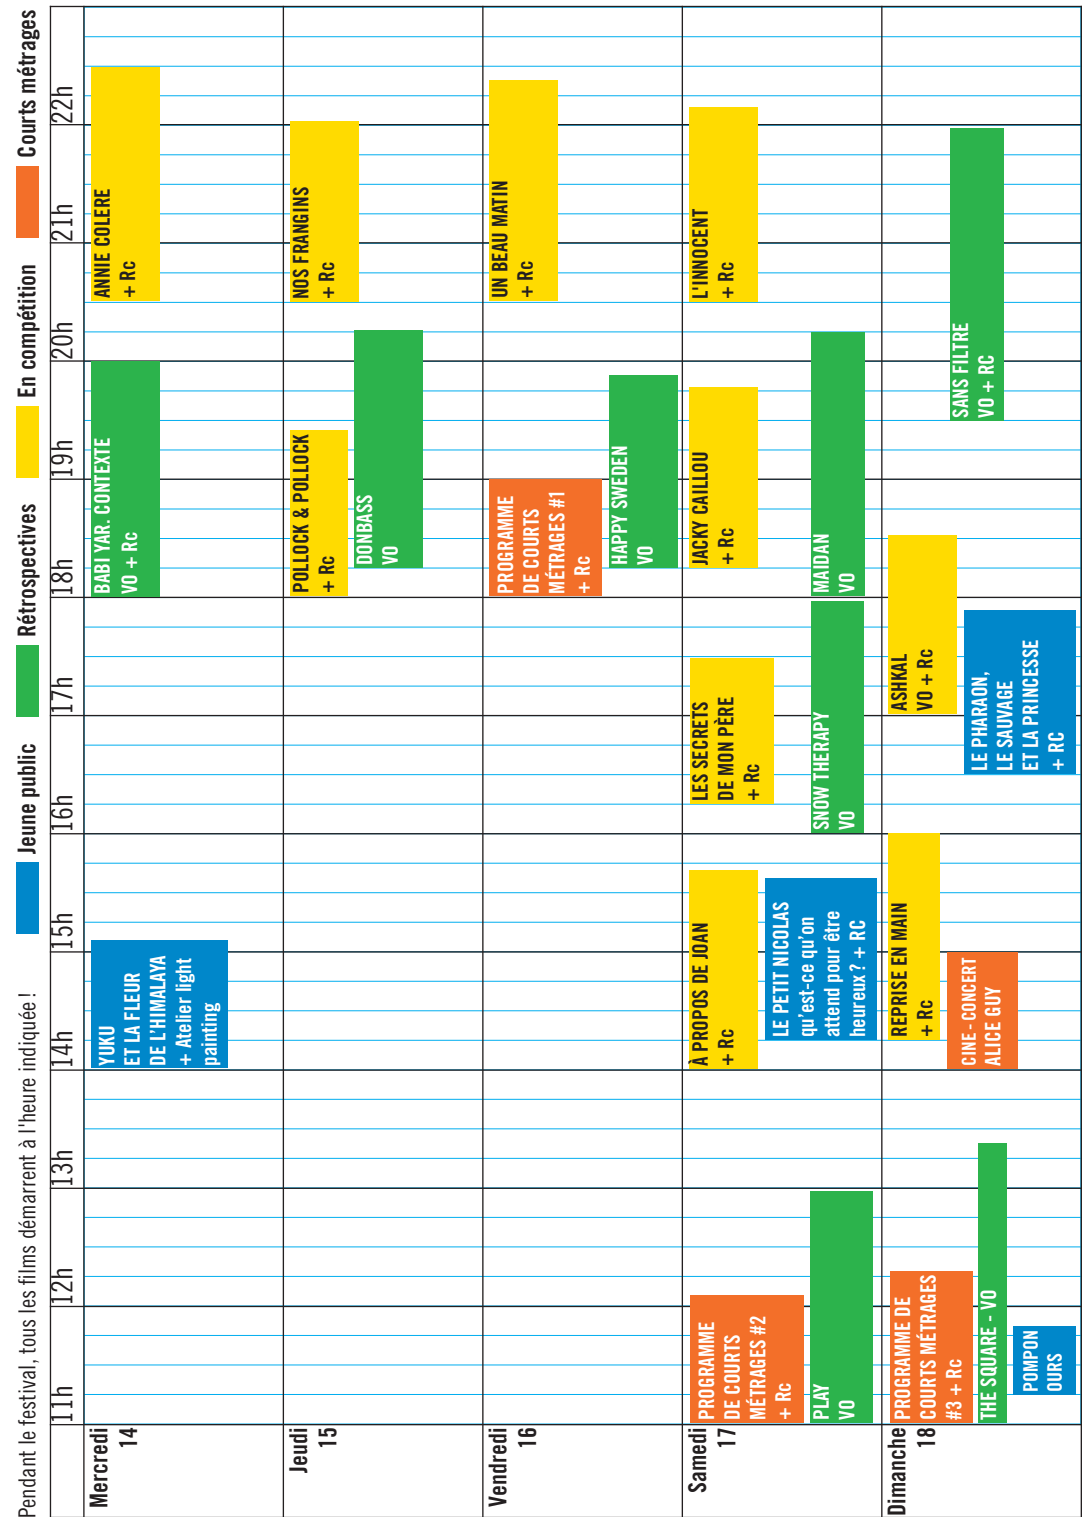 Pendant le festival, tous les films démarrent à l'heure indiquée !
Jeune public
Rétrospectives
En compétition
Courts métrages
11h
12h
13h
14h
15h
16h
17h
18h
19h
20h
21h
22h
Mercredi
14
YUKU
ET LA FLEUR
DE L'HIMALAYA
+ Atelier light
painting
BABI YAR. CONTEXTE
VO + Rc
ANNIE COLERE
+ Rc
Jeudi
15
POLLOCK & POLLOCK
+ Rc
DONBASS
VO
NOS FRANGINS
+ Rc
Vendredi
16
PROGRAMME
DE COURTS
MÉTRAGES #1
+ Rc
HAPPY SWEDEN
VO
UN BEAU MATIN
+ Rc
Samedi
17
PROGRAMME
DE COURTS
MÉTRAGES #2
+ Rc
PLAY
VO
À PROPOS DE JOAN
+ Rc
LE PETIT NICOLAS
qu'est-ce qu'on
attend pour être
heureux? + RC
LES SECRETS
DE MON PÈRE
+ Rc
SNOW THERAPY
VO
JACKY CAILLOU
+ Rc
MAIDAN
VO
L'INNOCENT
+ Rc
Dimanche
18
PROGRAMME DE
COURTS MÉTRAGES
#3 + Rc
THE SQUARE - VO
POMPON
OURS
REPRISE EN MAIN
+ Rc
CINE - CONCERT
ALICE GUY
ASHKAL
VO + Rc
LE PHARAON,
LE SAUVAGE
ET LA PRINCESSE
+ RC
SANS FILTRE
VO + RC